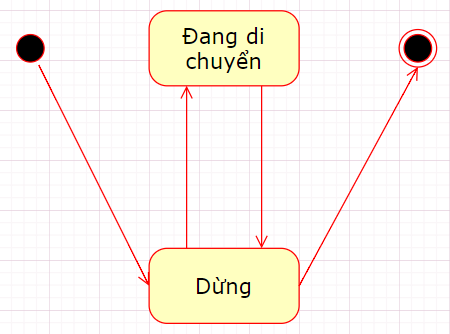 Đang di
chuyển
Dừng